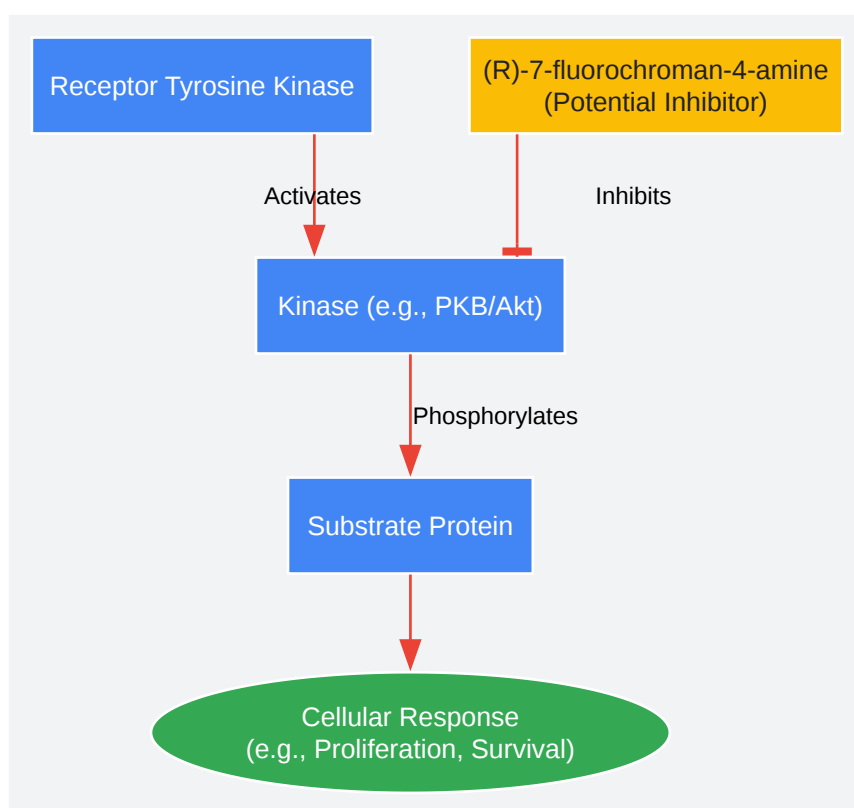 Receptor Tyrosine Kinase
(R)-7-fluorochroman-4-amine
(Potential Inhibitor)
Activates
Inhibits
Kinase (e.g., PKB/Akt)
Phosphorylates
Substrate Protein
Cellular Response
(e.g., Proliferation, Survival)